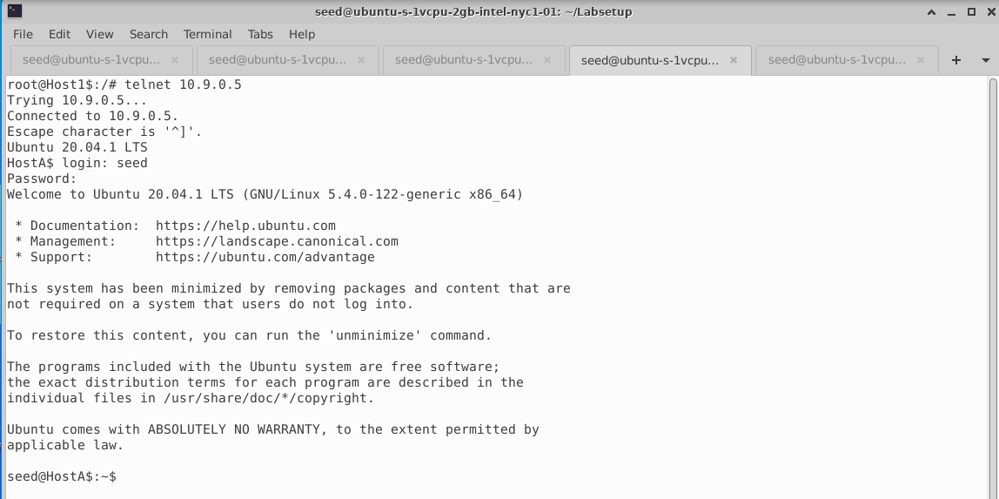 seed@ubuntu-s-1vcpu-2gb-intel-nyc1-01: ~/Labsetup
File Edit View Search Terminal Tabs Help
seed@ubuntu-s-1vcpu... × seed@ubuntu-s-1vcpu... × seed@ubuntu-s-1vcpu... × seed@ubuntu-s-1vcpu... × seed@ubuntu-s-1vcpu... ×
root@Host1$:/# telnet 10.9.0.5
Trying 10.9.0.5...
Connected to 10.9.0.5.
Escape character is '^]'.
Ubuntu 20.04.1 LTS
HostA$ login: seed
Password:
Welcome to Ubuntu 20.04.1 LTS (GNU/Linux 5.4.0-122-generic x86_64)
* Documentation:  https://help.ubuntu.com
* Management:     https://landscape.canonical.com
* Support:        https://ubuntu.com/advantage
This system has been minimized by removing packages and content that are
not required on a system that users do not log into.
To restore this content, you can run the 'unminimize' command.
The programs included with the Ubuntu system are free software;
the exact distribution terms for each program are described in the
individual files in /usr/share/doc/*/copyright.
Ubuntu comes with ABSOLUTELY NO WARRANTY, to the extent permitted by
applicable law.
seed@HostA$:~$